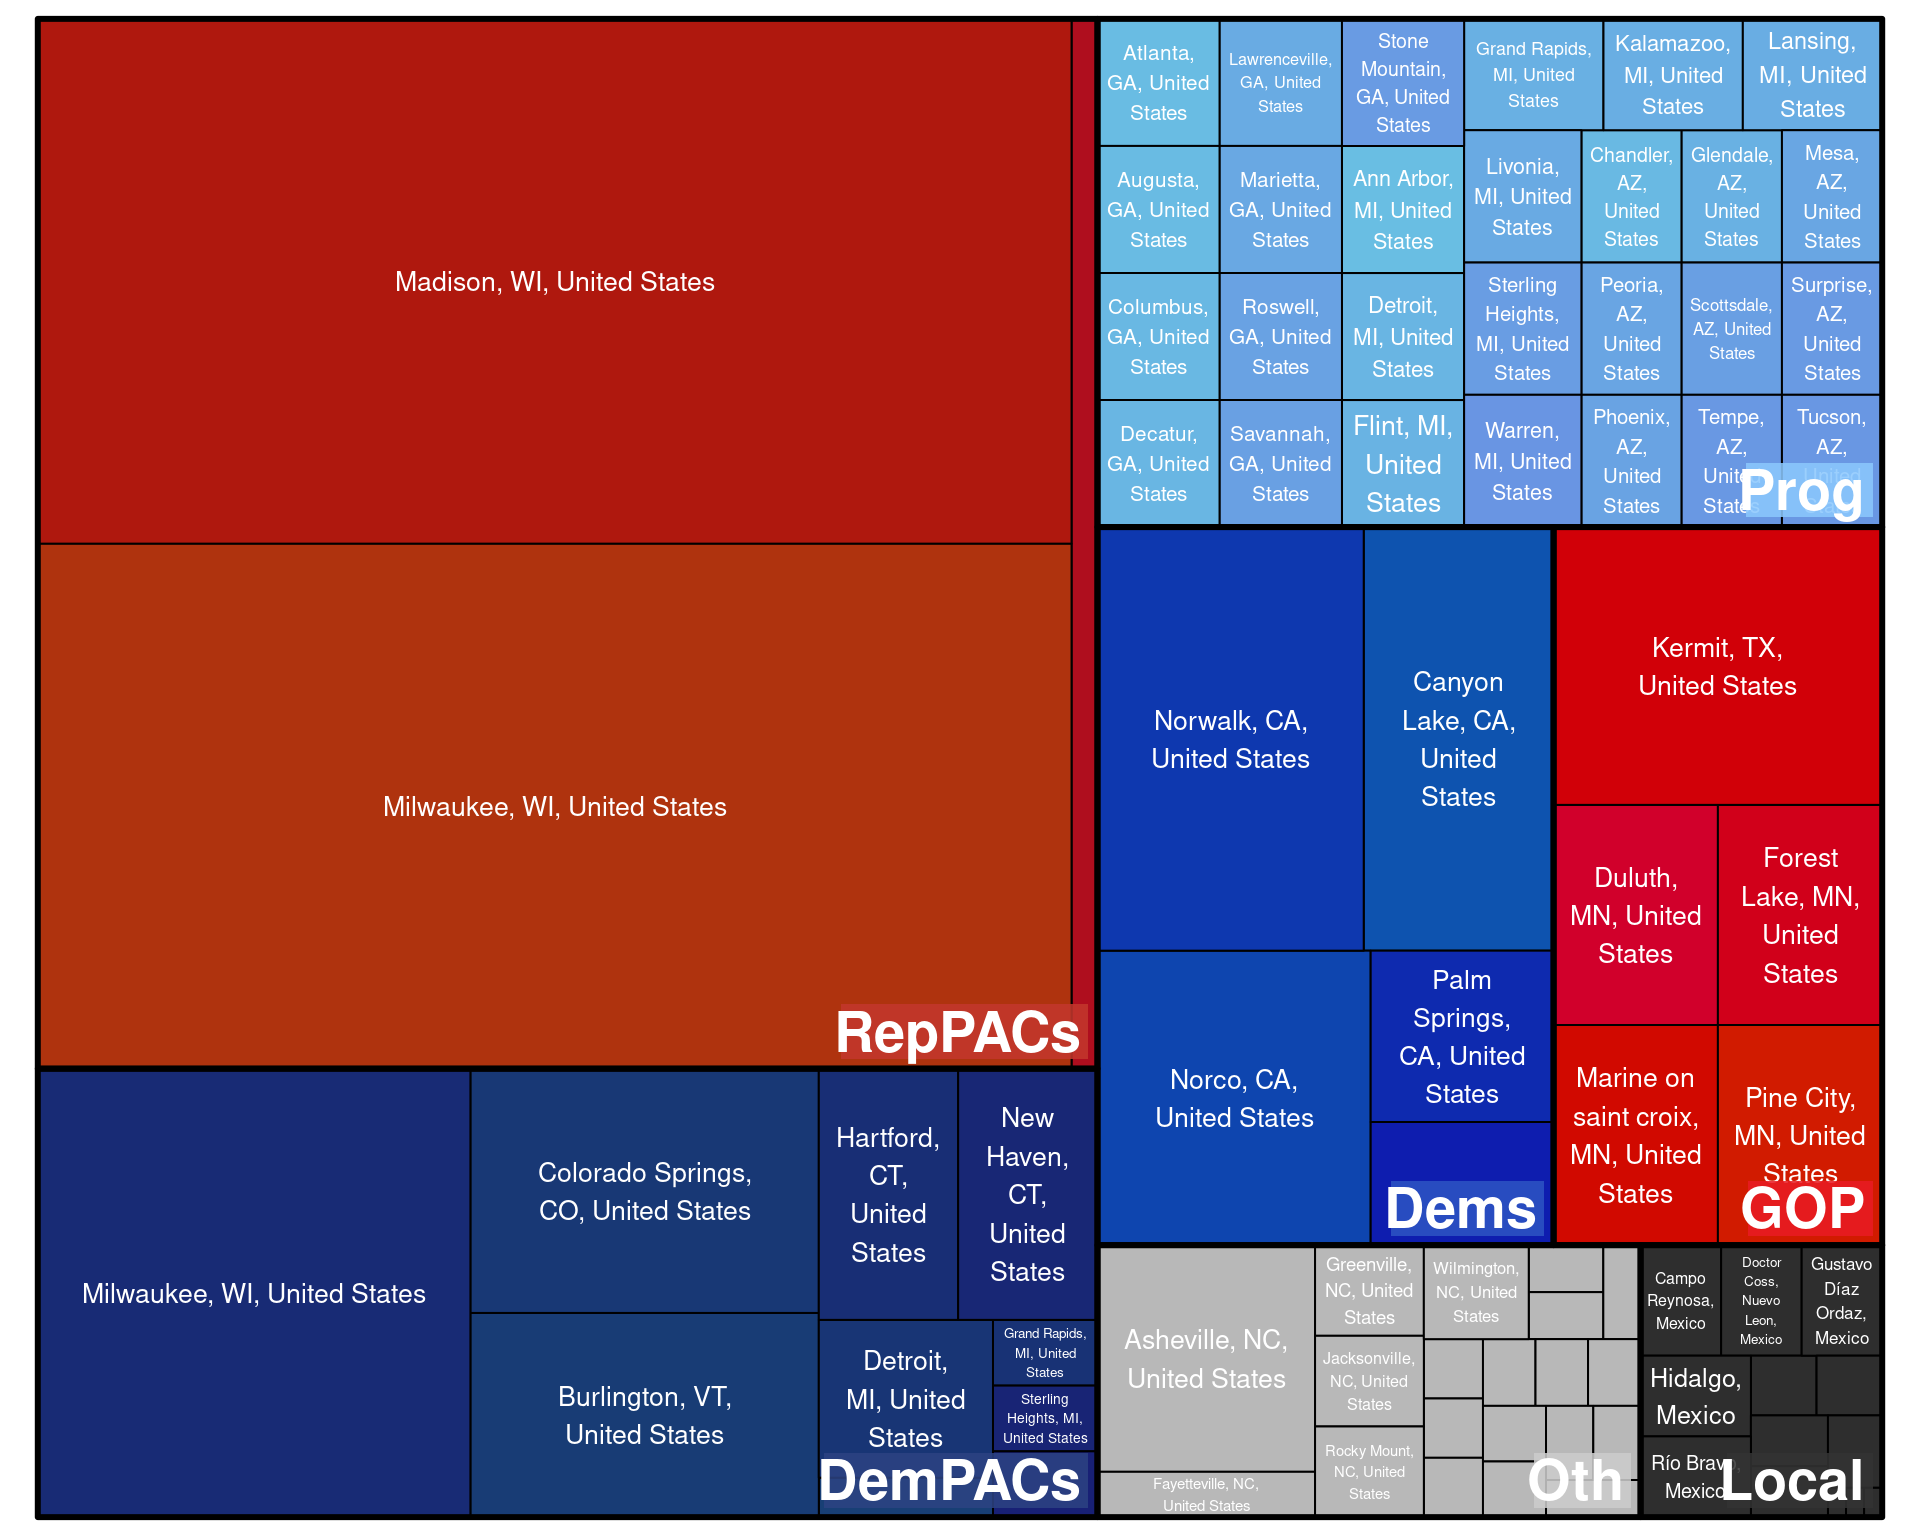 Madison, WI, United States
Milwaukee, WI, United States
RepPACs
Milwaukee, WI, United States
Colorado Springs,
CO, United States
Burlington, VT,
United States
Hartford,
CT,
United
States
New
Haven,
CT,
United
States
Detroit,
MI, United
States
Grand Rapids,
MI, United
States
Sterling
Heights, MI,
United States
DemPACs
Atlanta,
GA, United
States
Lawrenceville,
GA, United
States
Stone
Mountain,
GA, United
States
Grand Rapids,
MI, United
States
Kalamazoo,
MI, United
States
Lansing,
MI, United
States
Augusta,
GA, United
States
Marietta,
GA, United
States
Ann Arbor,
MI, United
States
Livonia,
MI, United
States
Chandler,
AZ,
United
States
Glendale,
AZ,
United
States
Mesa,
AZ,
United
States
Columbus,
GA, United
States
Roswell,
GA, United
States
Detroit,
MI, United
States
Sterling
Heights,
MI, United
States
Peoria,
AZ,
United
States
Scottsdale,
AZ, United
States
Surprise,
AZ,
United
States
Decatur,
GA, United
States
Savannah,
GA, United
States
Flint, MI,
United
States
Warren,
MI, United
States
Phoenix,
AZ,
United
States
Tempe,
AZ,
United
States
Tucson,
AZ,
United
States
Prog
Norwalk, CA,
United States
Canyon
Lake, CA,
United
States
Norco, CA,
United States
Palm
Springs,
CA, United
States
Dems
Kermit, TX,
United States
Duluth,
MN, United
States
Forest
Lake, MN,
United
States
Marine on
saint croix,
MN, United
States
Pine City,
MN, United
States
GOP
Asheville, NC,
United States
Fayetteville, NC,
United States
Greenville,
NC, United
States
Jacksonville,
NC, United
States
Rocky Mount,
NC, United
States
Wilmington,
NC, United
States
Oth
Campo
Reynosa,
Mexico
Doctor
Coss,
Nuevo
Leon,
Mexico
Gustavo
Díaz
Ordaz,
Mexico
Hidalgo,
Mexico
Río Bravo,
Mexico
Local